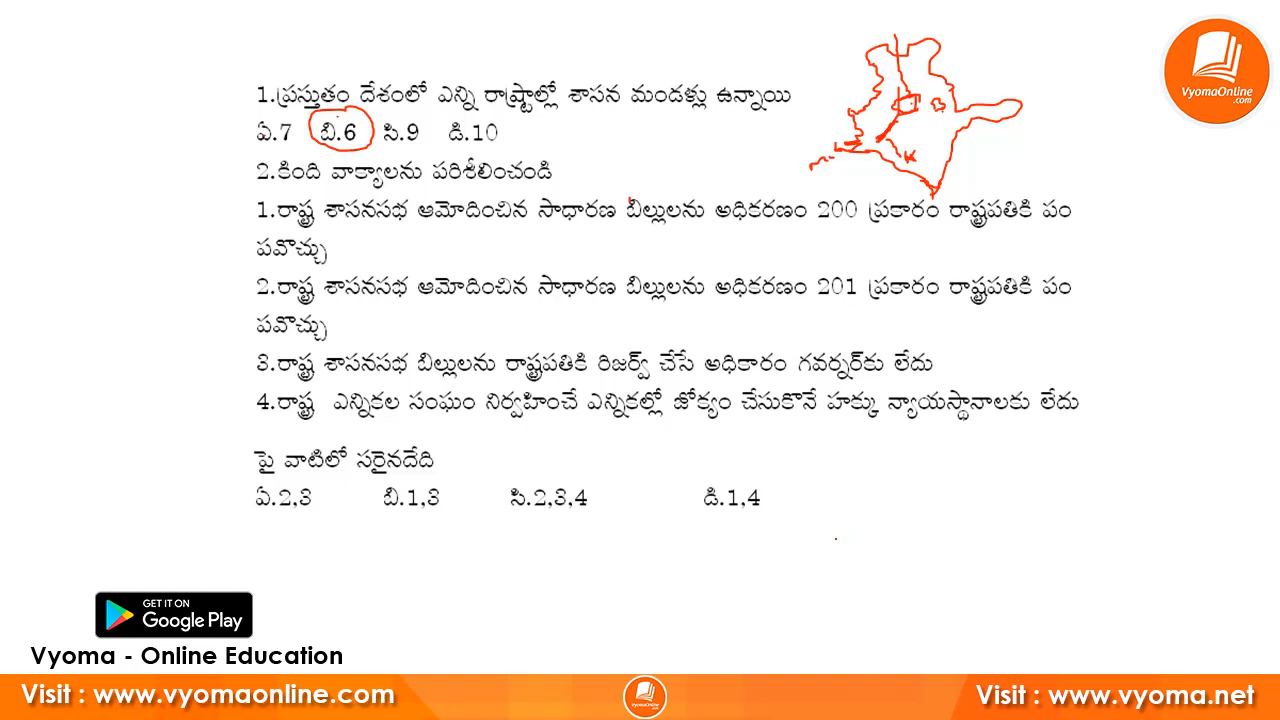 VyomaOnline
.com
1.ప్రస్తుతం దేశంలో ఎన్ని రాష్ట్రాల్లో శాసన మండళ్లు ఉన్నాయి
ఏ.7 బి.6 సి.9 డి.10
2.కింది వాక్యాలను పరిశీలించండి
1.రాష్ట్ర శాసనసభ ఆమోదించిన సాధారణ బిల్లులను అధికరణం 200 ప్రకారం రాష్ట్రపతికి పం
పవొచ్చు
2.రాష్ట్ర శాసనసభ ఆమోదించిన సాధారణ బిల్లులను అధికరణం 201 ప్రకారం రాష్ట్రపతికి పం
పవొచ్చు
3.రాష్ట్ర శాసనసభ బిల్లులను రాష్ట్రపతికి రిజర్వ్ చేసే అధికారం గవర్నర్‌కు లేదు
4.రాష్ట్ర ఎన్నికల సంఘం నిర్వహించే ఎన్నికల్లో జోక్యం చేసుకొనే హక్కు న్యాయస్థానాలకు లేదు
పై వాటిలో సరైనదేది
ఏ.2,3 బి.1,3 సి.2,3,4 డి.1,4
GET IT ON
Google Play
Vyoma - Online Education
Visit : www.vyomaonline.com
Visit : www.vyoma.net